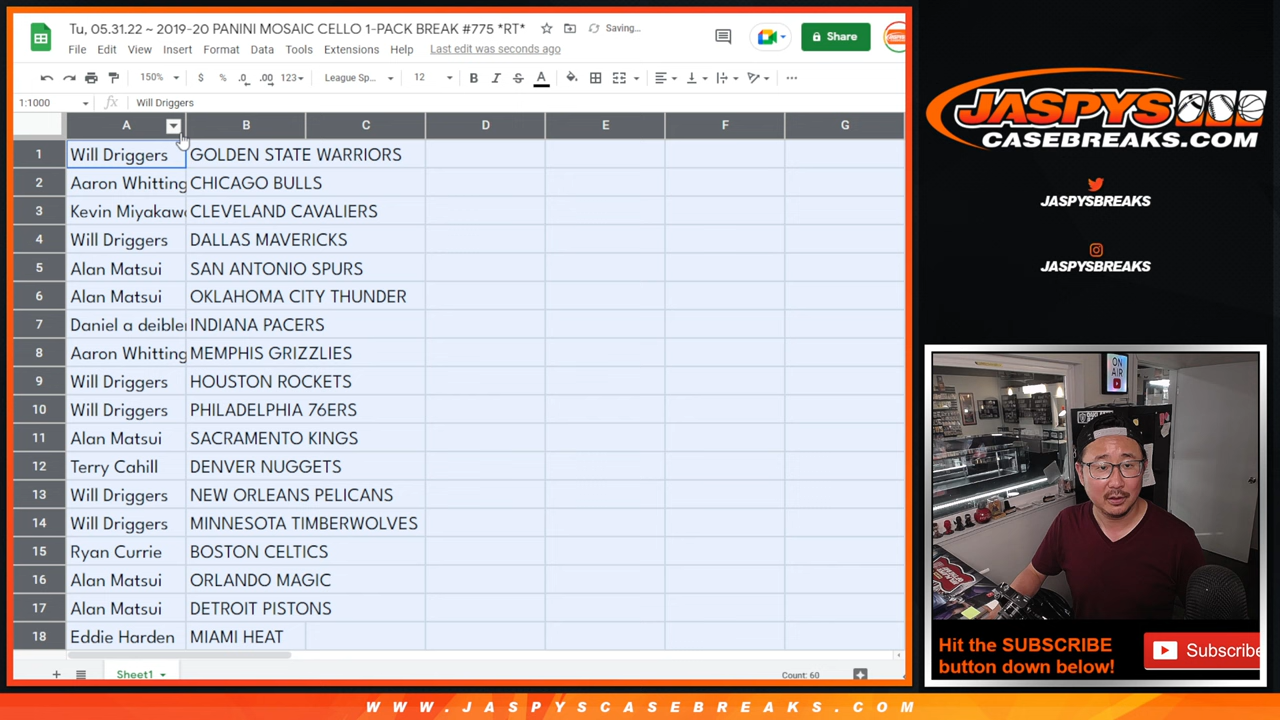 Tu, 05.31.22 ~ 2019-20 PANINI MOSAIC CELLO 1-PACK BREAK #775 *RT*
Saving...
File Edit View Insert Format Data Tools Extensions Help Last edit was seconds ago
Share
150% $ % .0 .00 123 League Sp... 12 B I S A
1:1000 fx Will Driggers
A B C D E F G
1 Will Driggers GOLDEN STATE WARRIORS
2 Aaron Whitting CHICAGO BULLS
3 Kevin Miyakaw CLEVELAND CAVALIERS
4 Will Driggers DALLAS MAVERICKS
5 Alan Matsui SAN ANTONIO SPURS
6 Alan Matsui OKLAHOMA CITY THUNDER
7 Daniel a deible INDIANA PACERS
8 Aaron Whitting MEMPHIS GRIZZLIES
9 Will Driggers HOUSTON ROCKETS
10 Will Driggers PHILADELPHIA 76ERS
11 Alan Matsui SACRAMENTO KINGS
12 Terry Cahill DENVER NUGGETS
13 Will Driggers NEW ORLEANS PELICANS
14 Will Driggers MINNESOTA TIMBERWOLVES
15 Ryan Currie BOSTON CELTICS
16 Alan Matsui ORLANDO MAGIC
17 Alan Matsui DETROIT PISTONS
18 Eddie Harden MIAMI HEAT
Sheet1
Count: 60
JASPYS
CASEBREAKS.COM
JASPYSBREAKS
JASPYSBREAKS
ON
AIR
Hit the SUBSCRIBE
button down below!
Subscribe
WWW.JASPYSCASEBREAKS.COM